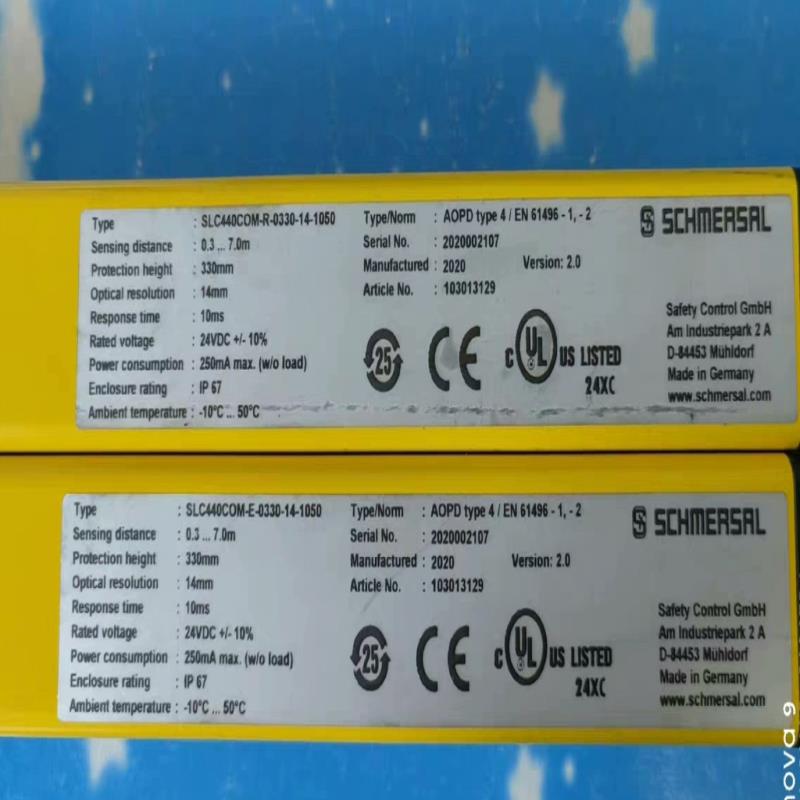 Type : SLC440COM-R-0330-14-1050
Sensing distance : 0.3 ... 7.0m
Protection height : 330mm
Optical resolution : 14mm
Response time : 10ms
Rated voltage : 24VDC +/- 10%
Power consumption : 250mA max. (w/o load)
Enclosure rating : IP 67
Ambient temperature : -10°C ... 50°C
Type/Norm : AOPD type 4 / EN 61496 - 1, - 2
Serial No. : 2020002107
Manufactured : 2020 Version: 2.0
Article No. : 103013129
25 CE C UL US LISTED
24XC
SCHMERSAL
Safety Control GmbH
Am Industriepark 2 A
D-84453 Mühldorf
Made in Germany
www.schmersal.com
Type : SLC440COM-E-0330-14-1050
Sensing distance : 0.3 ... 7.0m
Protection height : 330mm
Optical resolution : 14mm
Response time : 10ms
Rated voltage : 24VDC +/- 10%
Power consumption : 250mA max. (w/o load)
Enclosure rating : IP 67
Ambient temperature : -10°C ... 50°C
Type/Norm : AOPD type 4 / EN 61496 - 1, - 2
Serial No. : 2020002107
Manufactured : 2020 Version: 2.0
Article No. : 103013129
25 CE C UL US LISTED
24XC
SCHMERSAL
Safety Control GmbH
Am Industriepark 2 A
D-84453 Mühldorf
Made in Germany
www.schmersal.com
nova 9